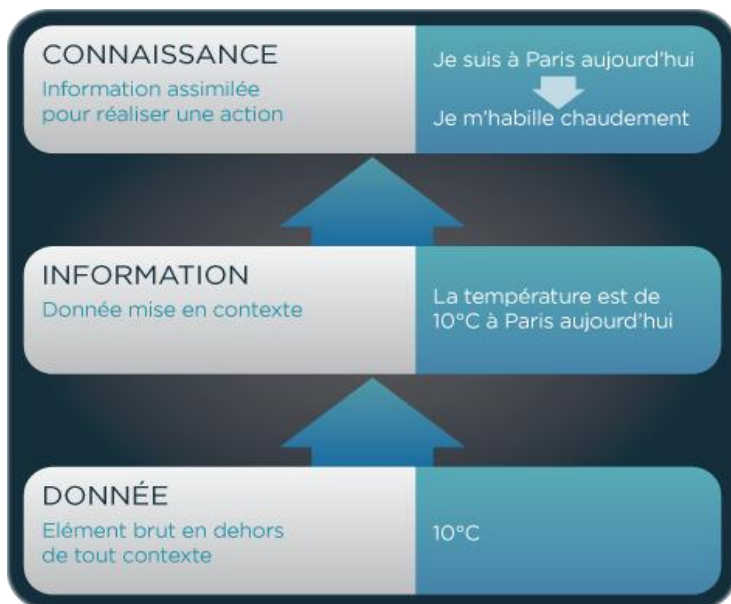 CONNAISSANCE
Information assimilée
pour réaliser une action
Je suis à Paris aujourd'hui
Je m'habille chaudement
INFORMATION
Donnée mise en contexte
La température est de
10°C à Paris aujourd'hui
DONNÉE
Elément brut en dehors
de tout contexte
10°C